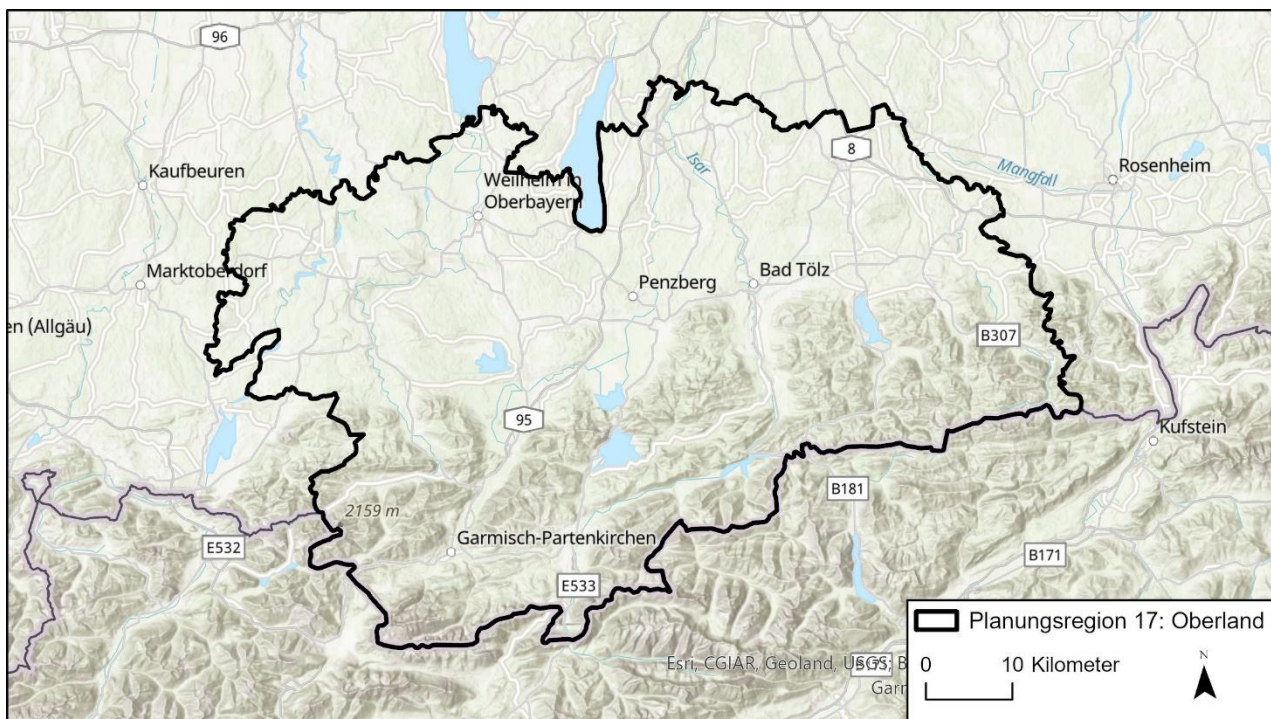 96
Kaufbeuren
8
Mangfall
Rosenheim
Isar
Weilheim in
Oberbayern
Marktoberdorf
Penzberg
Bad Tölz
en (Allgäu)
B307
95
Kufstein
B181
2159 m
E532
Garmisch-Partenkirchen
E533
B171
Planungsregion 17: Oberland
Esri, CGIAR, Geoland, USGS; B
Garn
0 10 Kilometer
N